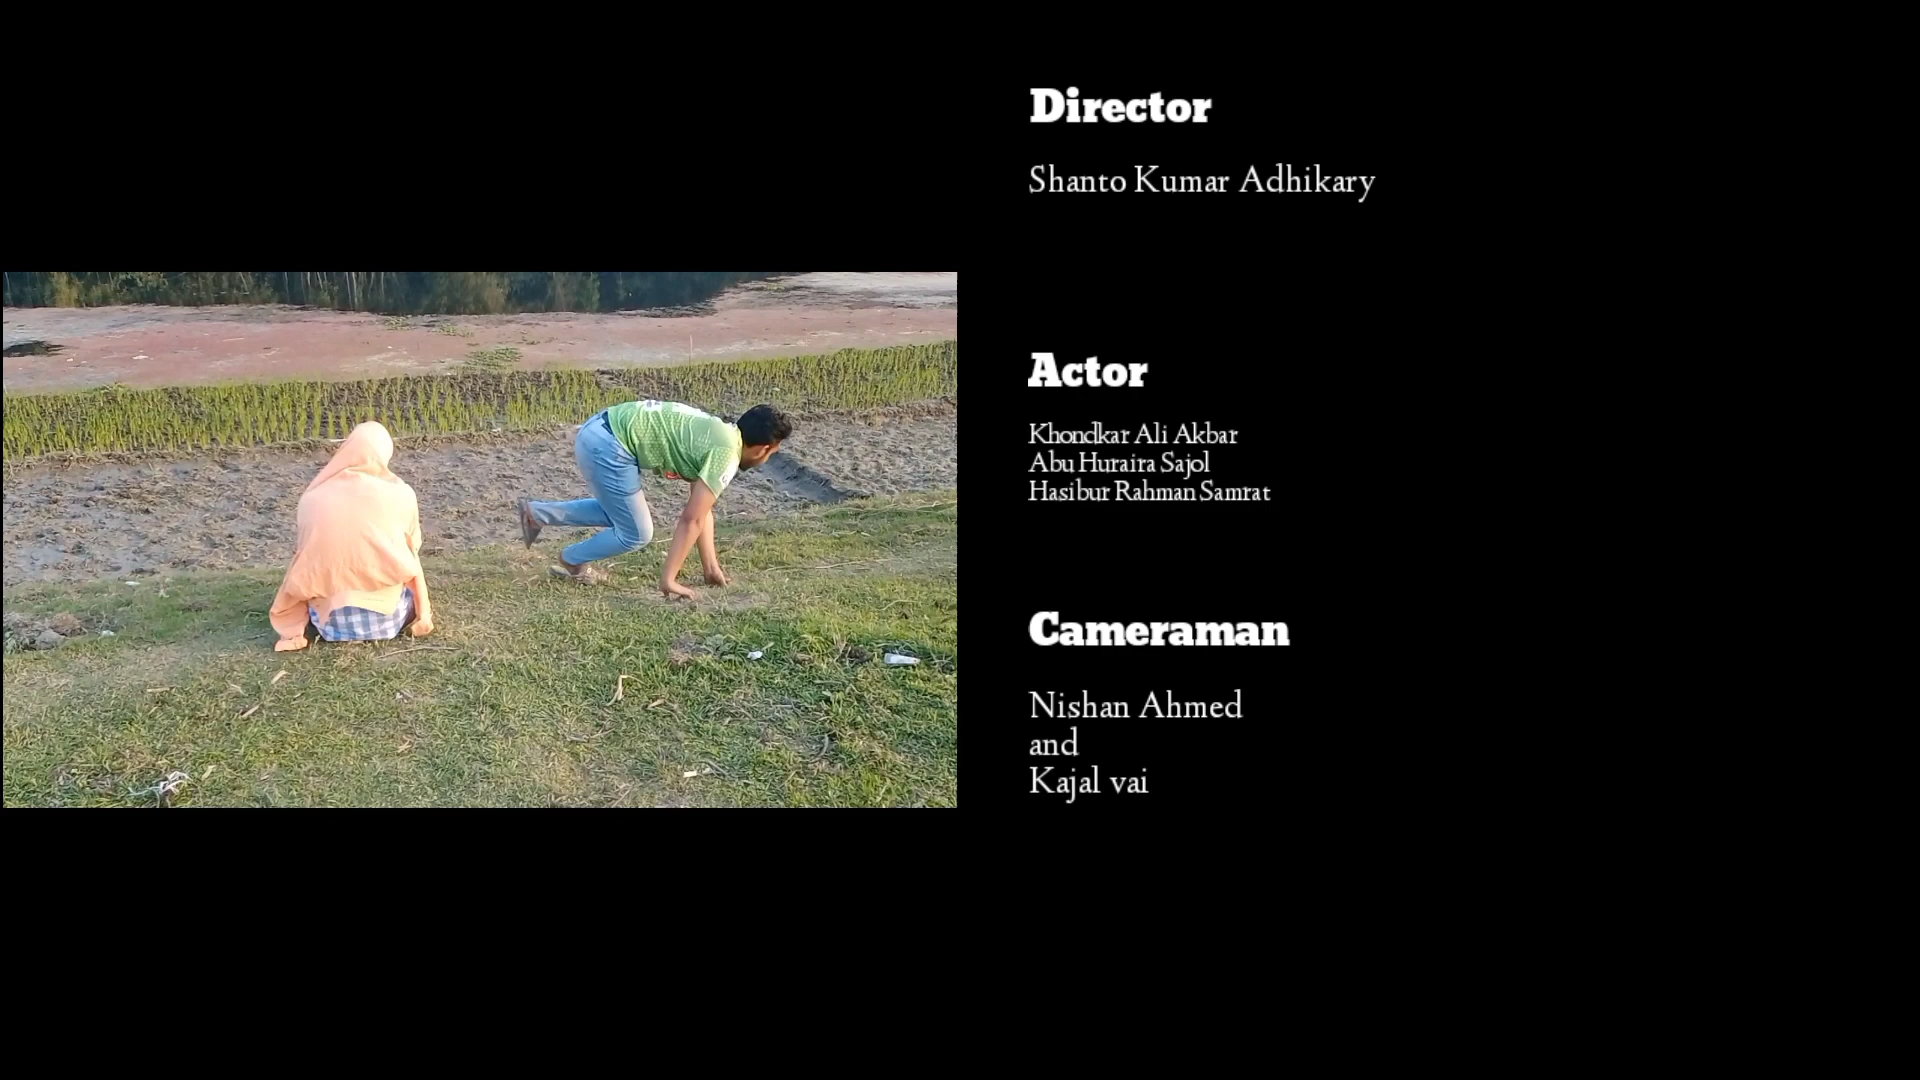 Director
Shanto Kumar Adhikary
Actor
Khondkar Ali Akbar
Abu Huraira Sajol
Hasibur Rahman Samrat
Cameraman
Nishan Ahmed
and
Kajal vai